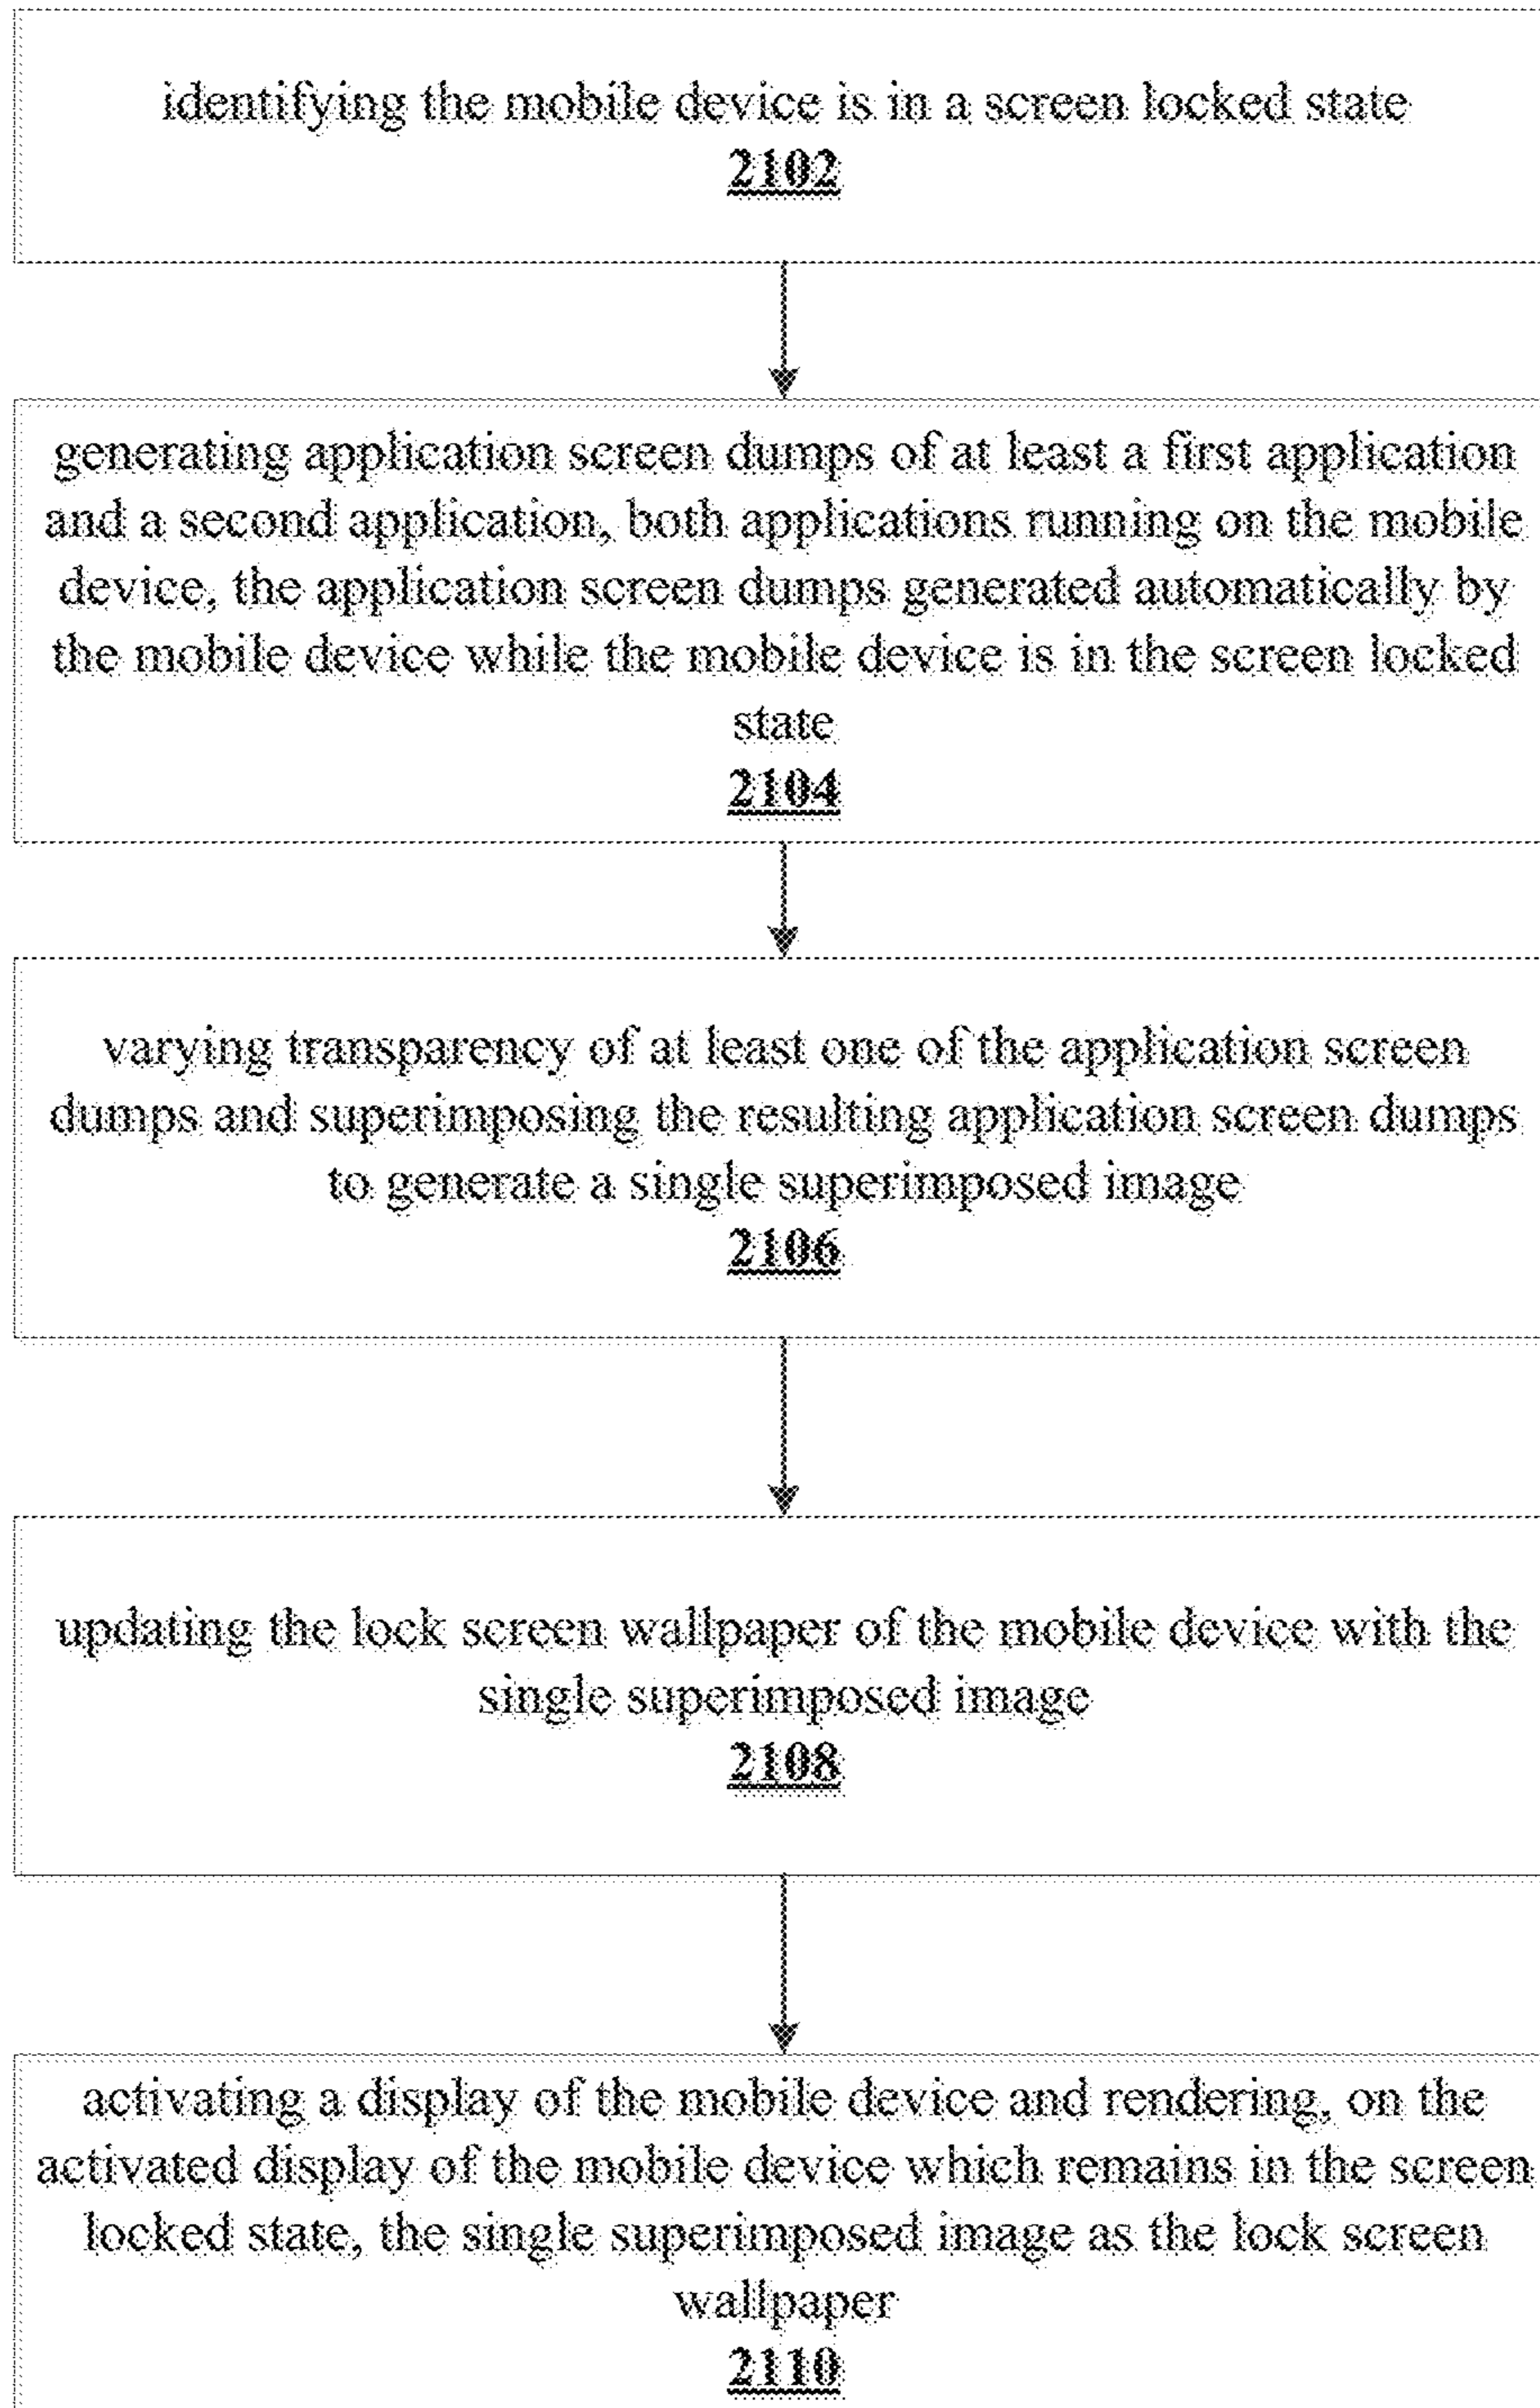 identifying the mobile device is in a screen locked state
2102
generating application screen dumps of at least a first application
and a second application, both applications running on the mobile
device, the application screen dumps generated automatically by
the mobile device while the mobile device is in the screen locked
state
2104
varying transparency of at least one of the application screen
dumps and superimposing the resulting application screen dumps
to generate a single superimposed image
2106
updating the lock screen wallpaper of the mobile device with the
single superimposed image
2108
activating a display of the mobile device and rendering, on the
activated display of the mobile device which remains in the screen
locked state, the single superimposed image as the lock screen
wallpaper
2110